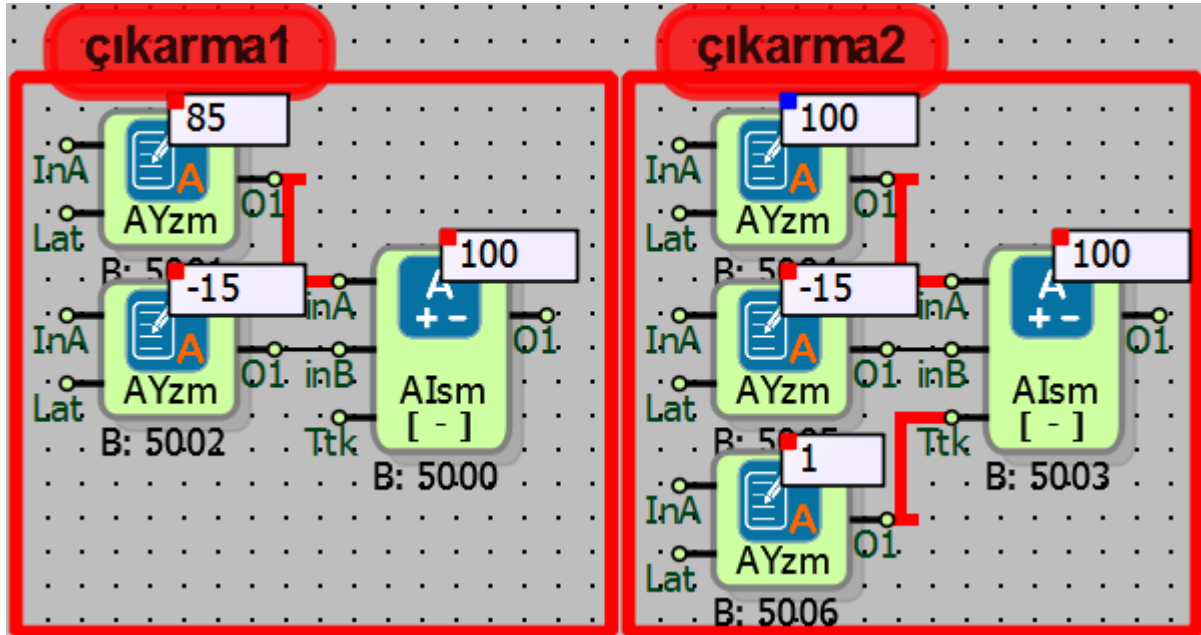 çıkarma1
85
InA
O1
Lat
AYzm
-15
InA
O1
Lat
AYzm
B: 5002
100
inA
inB
Ttk
O1
A
+ -
AIsm
[ - ]
B: 5000
çıkarma2
100
InA
O1
Lat
AYzm
-15
InA
O1
Lat
AYzm
1
InA
O1
Lat
AYzm
B: 5006
100
inA
inB
Ttk
O1
A
+ -
AIsm
[ - ]
B: 5003